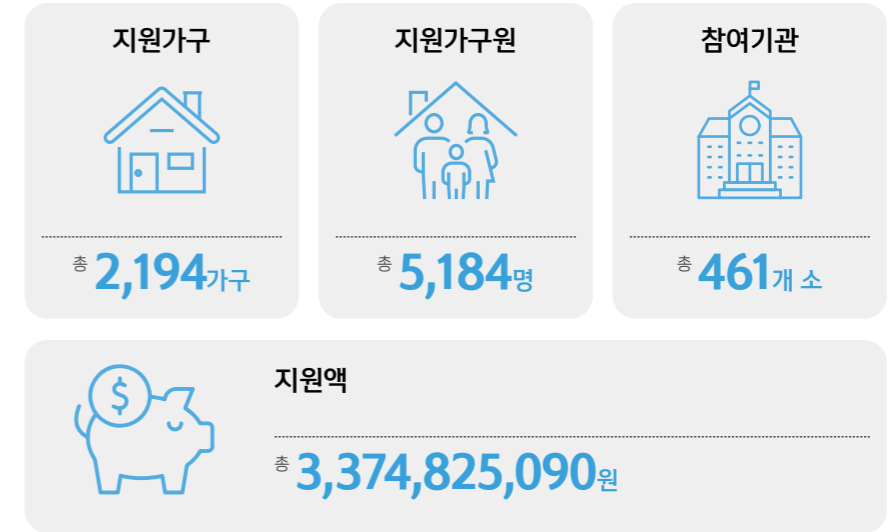 지원가구
총 2,194가구
지원가구원
총 5,184명
참여기관
총 461개 소
지원액
총 3,374,825,090원